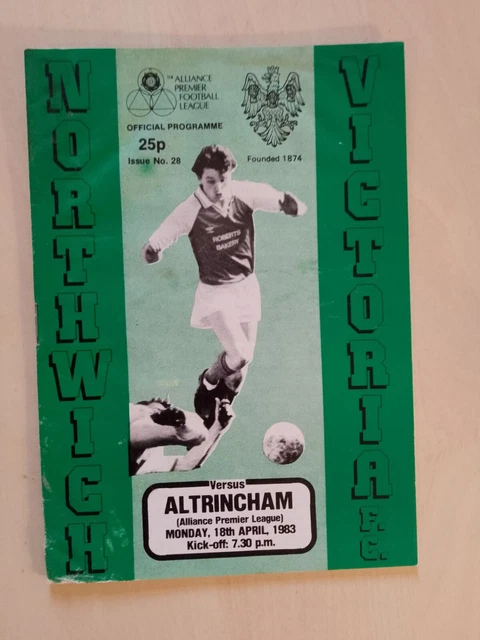 NORTHWICH
VICTORIA F.C.
THE ALLIANCE
PREMIER
FOOTBALL
LEAGUE
OFFICIAL PROGRAMME
25p
Issue No. 28
Founded 1874
ROBERTS
BAKERY
Versus
ALTRINCHAM
(Alliance Premier League)
MONDAY, 18th APRIL, 1983
Kick-off: 7.30 p.m.